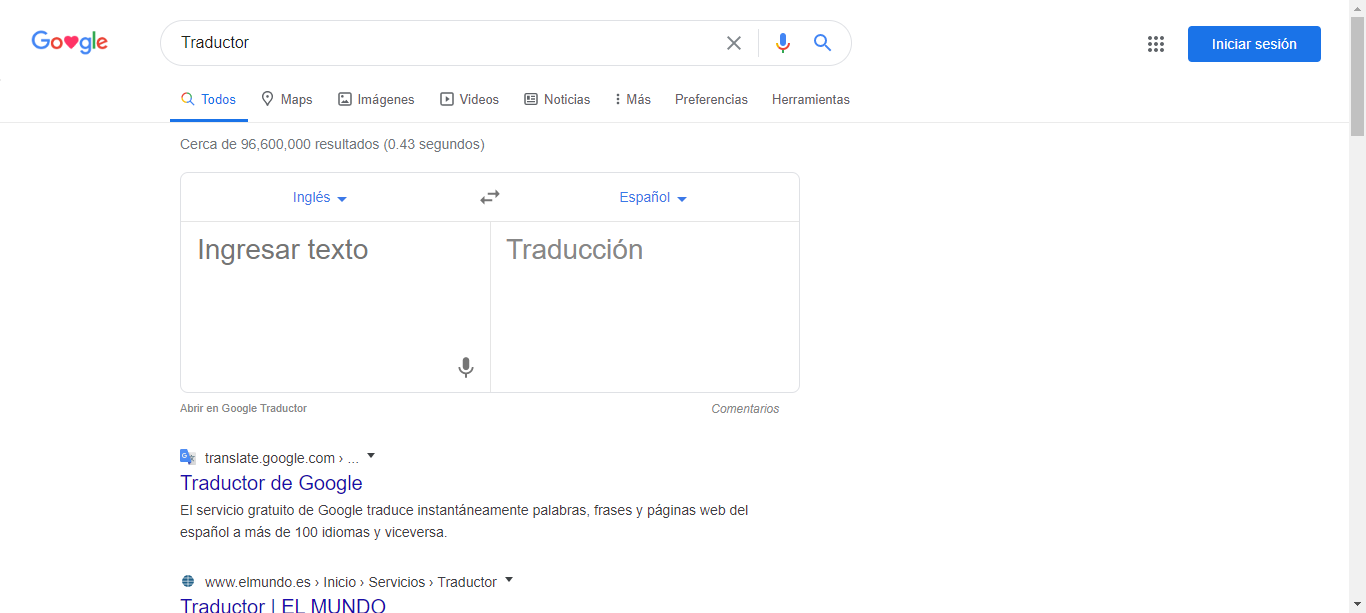 Google
Traductor
Iniciar sesión
Todos Maps Imágenes Videos Noticias Más Preferencias Herramientas
Cerca de 96,600,000 resultados (0.43 segundos)
Inglés Español
Ingresar texto Traducción
Abrir en Google Traductor Comentarios
translate.google.com › ...
Traductor de Google
El servicio gratuito de Google traduce instantáneamente palabras, frases y páginas web del
español a más de 100 idiomas y viceversa.
www.elmundo.es › Inicio › Servicios › Traductor
Traductor | EL MUNDO